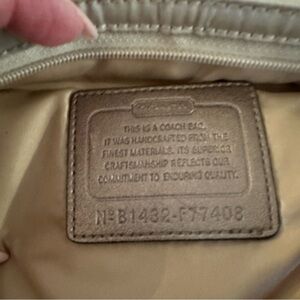 THIS IS A COACH BAG.
IT WAS HANDCRAFTED FROM THE
FINEST MATERIALS. ITS SUPERIOR
CRAFTSMANSHIP REFLECTS OUR
COMMITMENT TO ENDURING QUALITY.
Nº B1432-F77408